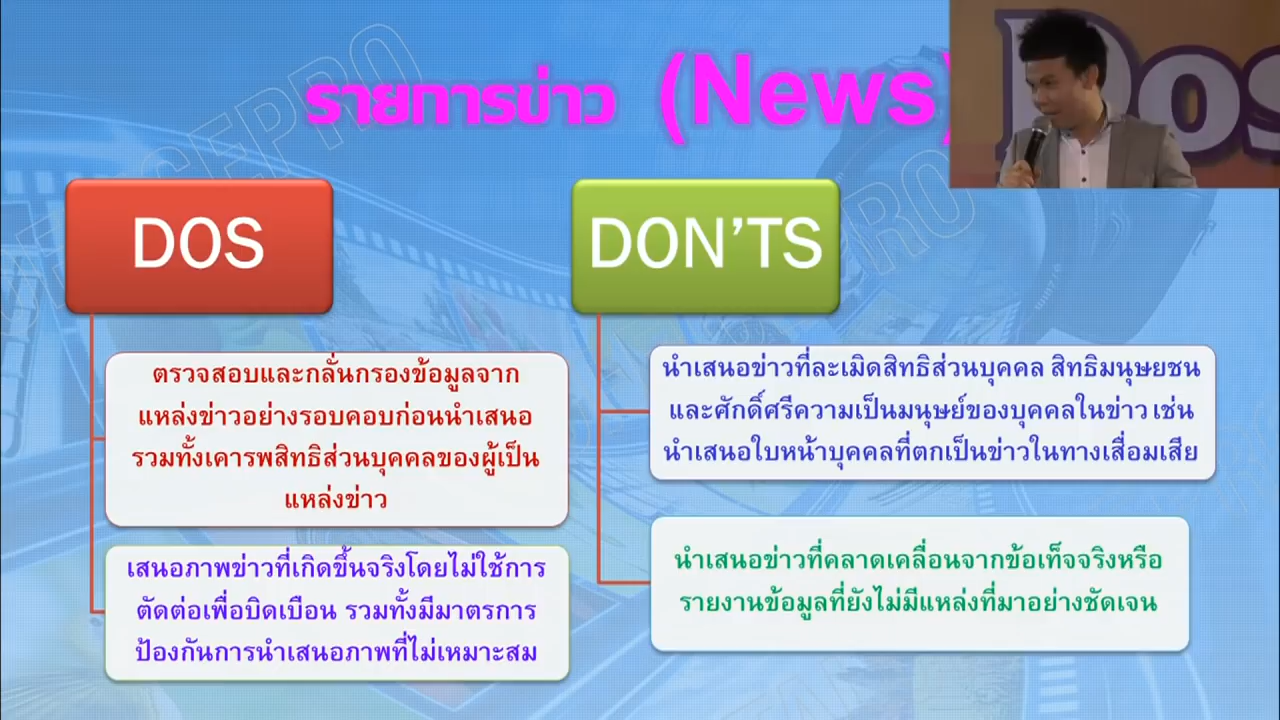 รายการข่าว (News)
DOS
ตรวจสอบและกลั่นกรองข้อมูลจาก
แหล่งข่าวอย่างรอบคอบก่อนนำเสนอ
รวมทั้งเคารพสิทธิส่วนบุคคลของผู้เป็น
แหล่งข่าว
เสนอภาพข่าวที่เกิดขึ้นจริงโดยไม่ใช้การ
ตัดต่อเพื่อบิดเบือน รวมทั้งมีมาตรการ
ป้องกันการนำเสนอภาพที่ไม่เหมาะสม
DON’TS
นำเสนอข่าวที่ละเมิดสิทธิส่วนบุคคล สิทธิมนุษยชน
และศักดิ์ศรีความเป็นมนุษย์ของบุคคลในข่าว เช่น
นำเสนอใบหน้าบุคคลที่ตกเป็นข่าวในทางเสื่อมเสีย
นำเสนอข่าวที่คลาดเคลื่อนจากข้อเท็จจริงหรือ
รายงานข้อมูลที่ยังไม่มีแหล่งที่มาอย่างชัดเจน